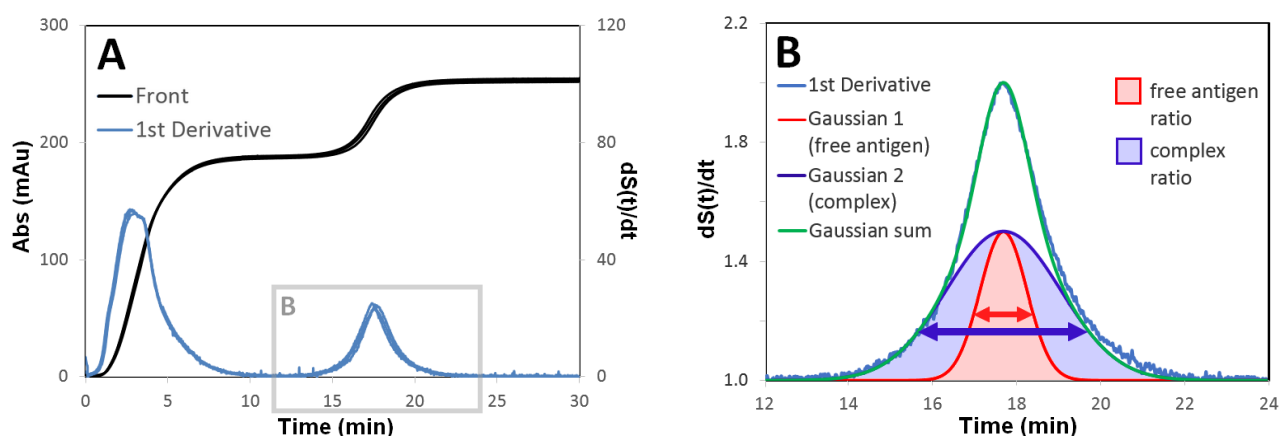 A
Front
1st Derivative
300
200
100
0
Abs (mAu)
120
80
40
0
dS(t)/dt
B
0
5
10
15
20
25
30
Time (min)
B
1st Derivative
Gaussian 1
(free antigen)
Gaussian 2
(complex)
Gaussian sum
free antigen
ratio
complex
ratio
2.2
1.8
1.4
1.0
dS(t)/dt
12
14
16
18
20
22
24
Time (min)